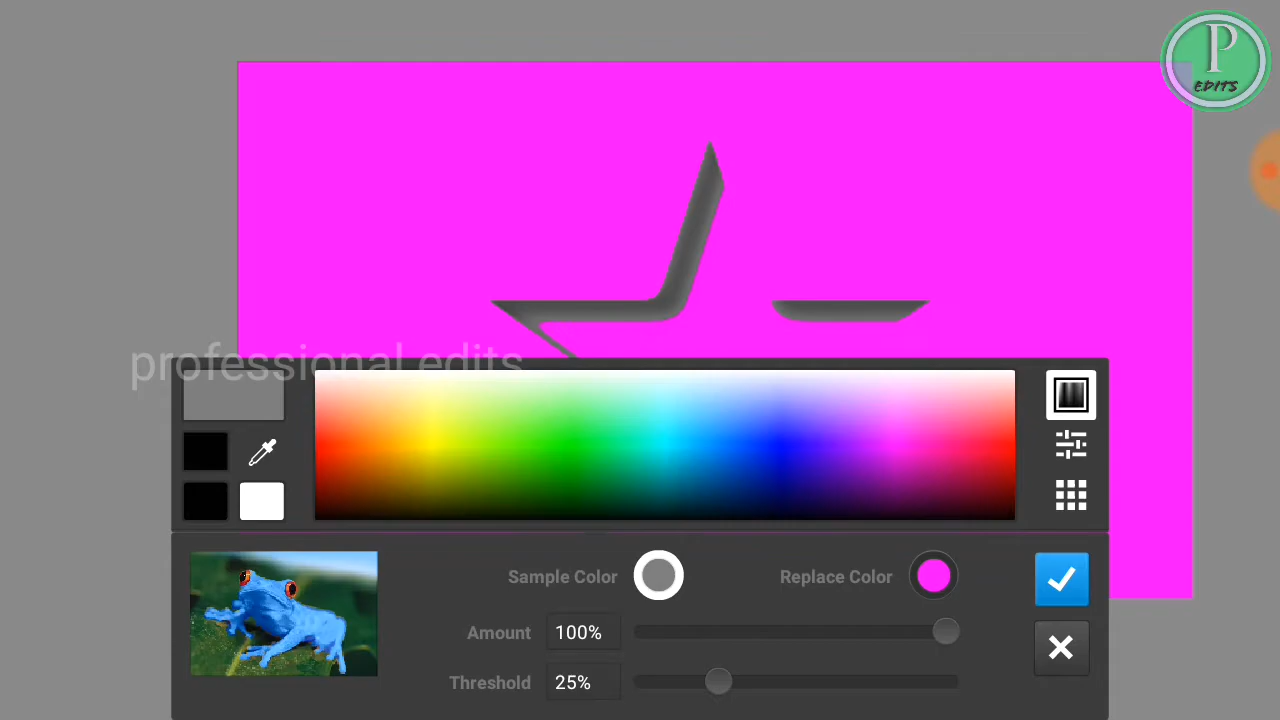 P
EDITS
professional edits
Sample Color
Replace Color
Amount 100%
Threshold 25%